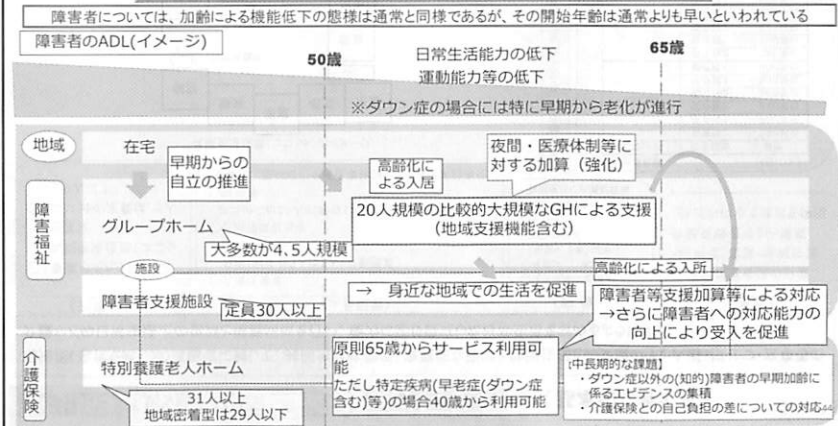 障害者については、加齢による機能低下の態様は通常と同様であるが、その開始年齢は通常よりも早いといわれている
障害者のADL(イメージ)
50歳
日常生活能力の低下
65歳
運動能力等の低下
※ダウン症の場合には特に早期から老化が進行
地域
在宅
早期からの
自立の推進
高齢化に
よる入居
夜間・医療体制等に
対する加算（強化）
障害福祉
グループホーム
大多数が4、5人規模
20人規模の比較的大規模なGHによる支援
(地域支援機能含む)
施設
→ 身近な地域での生活を促進
高齢化による入所
障害者支援施設
定員30人以上
障害者等支援加算等による対応
→さらに障害者への対応能力の
向上により受入を促進
介護保険
特別養護老人ホーム
31人以上
地域密着型は29人以下
原則65歳からサービス利用可
能
ただし特定疾病(早老症(ダウン症
含む)等)の場合40歳から利用可能
【中長期的な課題】
・ダウン症以外の(知的)障害者の早期加齢に
係るエビデンスの集積
・介護保険との自己負担の差についての対応
44